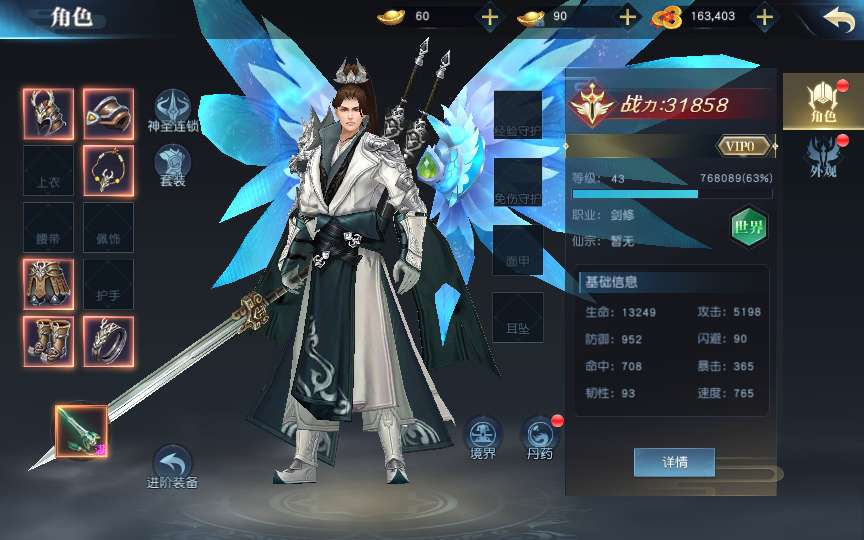 角色
60
90
163,403
神圣连锁
套装
上衣
腰带
佩饰
护手
进阶装备
经验守护
免伤守护
面甲
耳坠
境界
丹药
战力:31858
VIP0
等级: 43 768089(63%)
职业: 剑修
仙宗: 暂无
世界
基础信息
生命: 13249 攻击: 5198
防御: 952 闪避: 90
命中: 708 暴击: 365
韧性: 93 速度: 765
详情
角色
外观